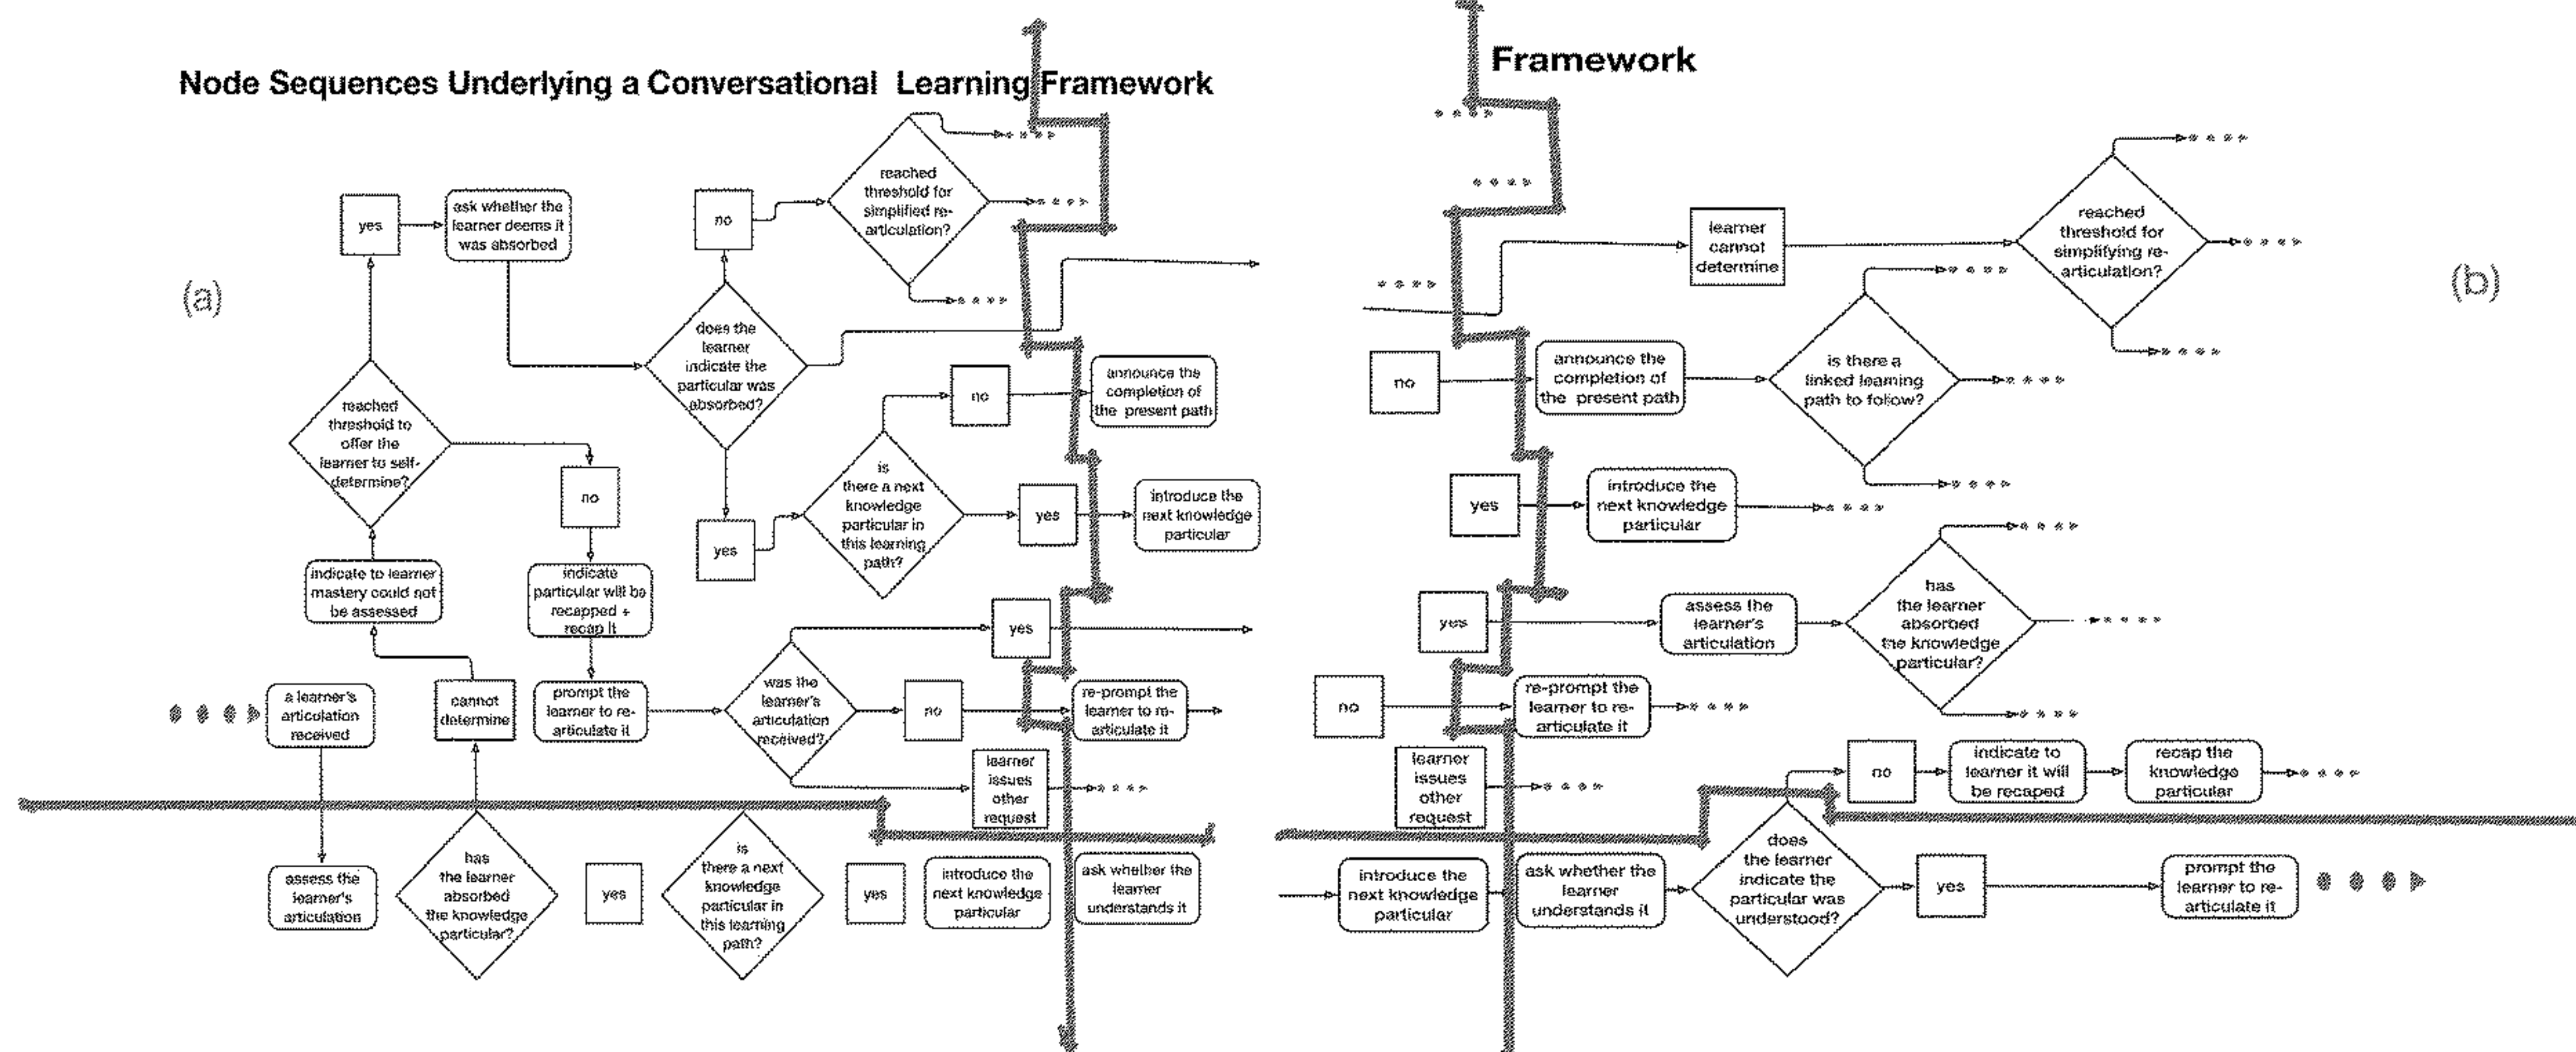 Node Sequences Underlying a Conversational Learning Framework
(a)
yes
ask whether the
learner deems it
was absorbed
no
reached
threshold for
simplified re-
articulation?
does the
learner
indicate the
particular was
absorbed?
reached
threshold to
offer the
learner to self-
determine?
no
announce the
completion of
the present path
no
is
there a next
knowledge
particular in
this learning
path?
yes
introduce the
next knowledge
particular
yes
indicate to learner
mastery could not
be assessed
indicate
particular will be
recapped +
recap it
yes
a learner's
articulation
received
cannot
determine
prompt the
learner to re-
articulate it
was the
learner's
articulation
received?
no
re-prompt the
learner to re-
articulate it
learner
issues
other
request
assess the
learner's
articulation
has
the learner
absorbed
the knowledge
particular?
yes
is
there a next
knowledge
particular in
this learning
path?
yes
introduce the
next knowledge
particular
ask whether the
learner
understands it
Framework
(b)
learner
cannot
determine
reached
threshold for
simplifying re-
articulation?
no
announce the
completion of
the present path
is there a
linked learning
path to follow?
yes
introduce the
next knowledge
particular
yes
assess the
learner's
articulation
has
the learner
absorbed
the knowledge
particular?
no
re-prompt the
learner to re-
articulate it
learner
issues
other
request
no
indicate to
learner it will
be recaped
recap the
knowledge
particular
introduce the
next knowledge
particular
ask whether the
learner
understands it
does
the learner
indicate the
particular was
understood?
yes
prompt the
learner to re-
articulate it